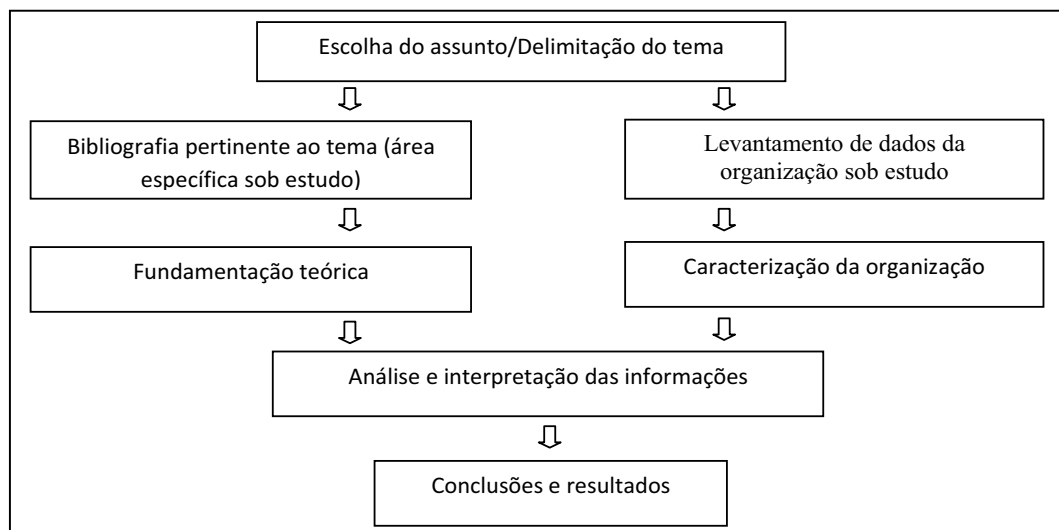 Escolha do assunto/Delimitação do tema
Bibliografia pertinente ao tema (área
específica sob estudo)
Levantamento de dados da
organização sob estudo
Fundamentação teórica
Caracterização da organização
Análise e interpretação das informações
Conclusões e resultados